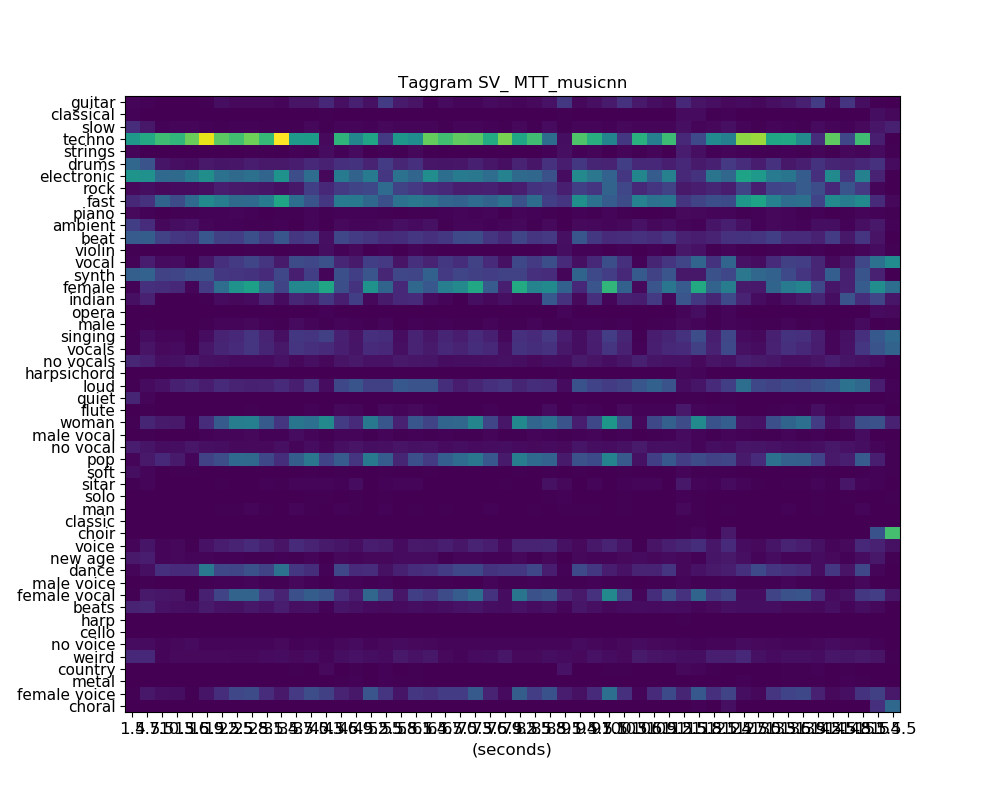 Taggram SV_ MTT_musicnn
guitar
classical
slow
techno
strings
drums
electronic
rock
fast
piano
ambient
beat
violin
vocal
synth
female
indian
opera
male
singing
vocals
no vocals
harpsichord
loud
quiet
flute
woman
male vocal
no vocal
pop
soft
sitar
solo
man
classic
choir
voice
new age
dance
male voice
female vocal
beats
harp
cello
no voice
weird
country
metal
female voice
choral
(seconds)